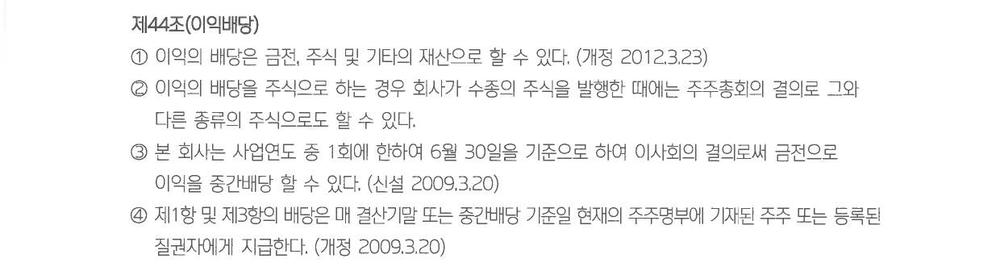 제44조(이익배당)
① 이익의 배당은 금전, 주식 및 기타의 재산으로 할 수 있다. (개정 2012.3.23)
② 이익의 배당을 주식으로 하는 경우 회사가 수종의 주식을 발행한 때에는 주주총회의 결의로 그와
다른 종류의 주식으로도 할 수 있다.
③ 본 회사는 사업연도 중 1회에 한하여 6월 30일을 기준으로 하여 이사회의 결의로써 금전으로
이익을 중간배당 할 수 있다. (신설 2009.3.20)
④ 제1항 및 제3항의 배당은 매 결산기말 또는 중간배당 기준일 현재의 주주명부에 기재된 주주 또는 등록된
질권자에게 지급한다. (개정 2009.3.20)